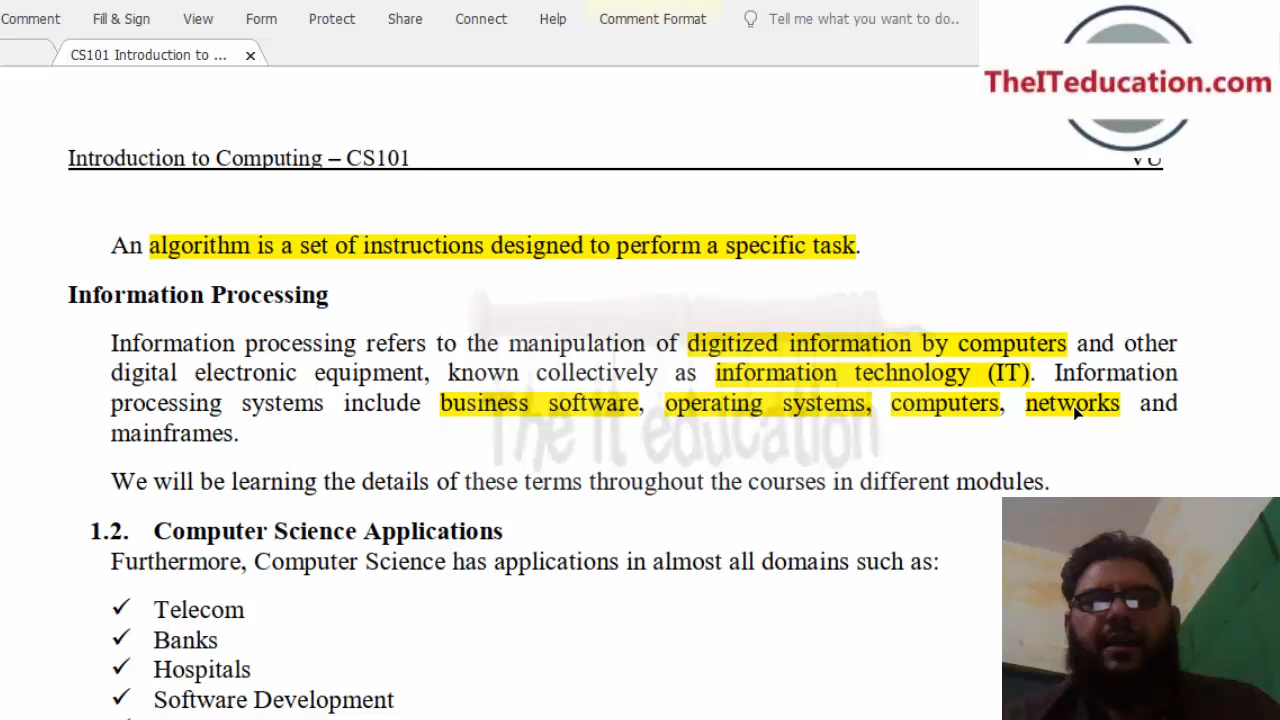 Comment Fill & Sign View Form Protect Share Connect Help Comment Format Tell me what you want to do..
CS101 Introduction to ...
TheITeducation.com
Introduction to Computing – CS101 VU
An algorithm is a set of instructions designed to perform a specific task.
Information Processing
Information processing refers to the manipulation of digitized information by computers and other
digital electronic equipment, known collectively as information technology (IT). Information
processing systems include business software, operating systems, computers, networks and
mainframes.
The It education
We will be learning the details of these terms throughout the courses in different modules.
1.2. Computer Science Applications
Furthermore, Computer Science has applications in almost all domains such as:
✓ Telecom
✓ Banks
✓ Hospitals
✓ Software Development